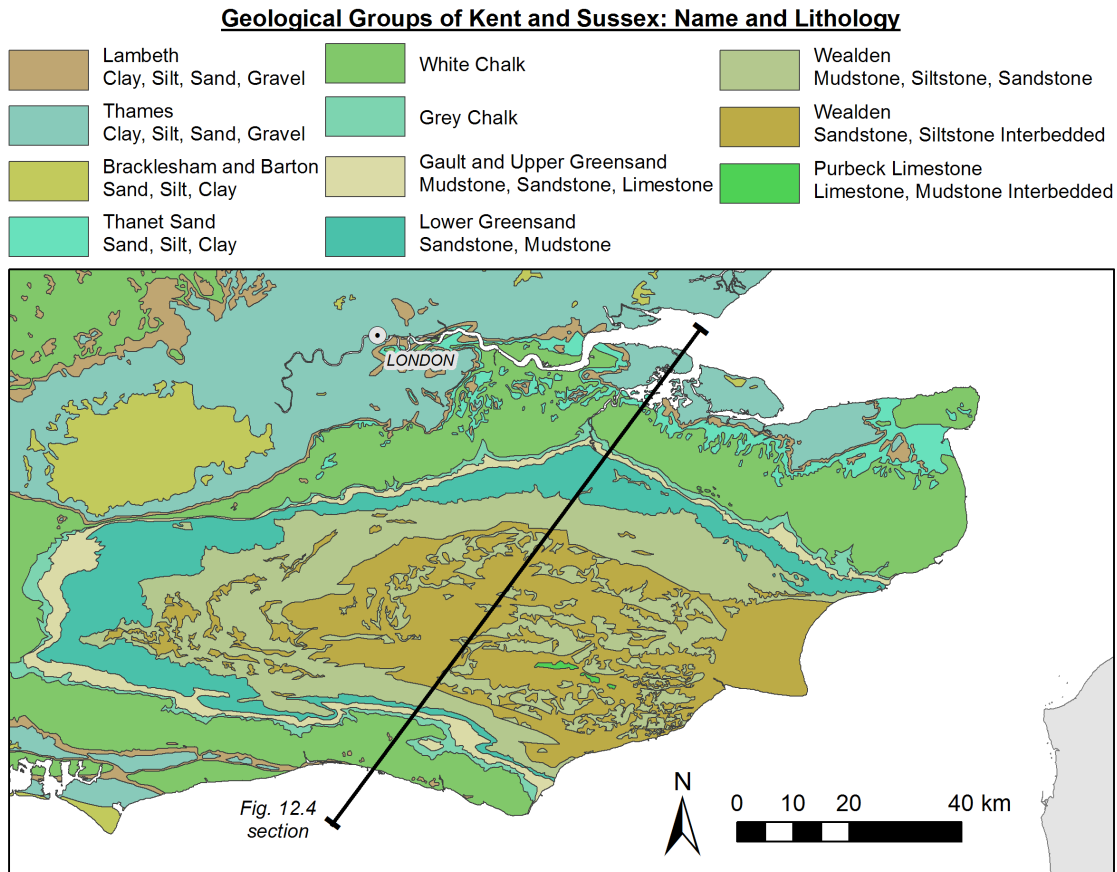 Geological Groups of Kent and Sussex: Name and Lithology
Lambeth
Clay, Silt, Sand, Gravel
Thames
Clay, Silt, Sand, Gravel
Bracklesham and Barton
Sand, Silt, Clay
Thanet Sand
Sand, Silt, Clay
White Chalk
Grey Chalk
Gault and Upper Greensand
Mudstone, Sandstone, Limestone
Lower Greensand
Sandstone, Mudstone
Wealden
Mudstone, Siltstone, Sandstone
Wealden
Sandstone, Siltstone Interbedded
Purbeck Limestone
Limestone, Mudstone Interbedded
LONDON
Fig. 12.4
section
N
0 10 20 40 km